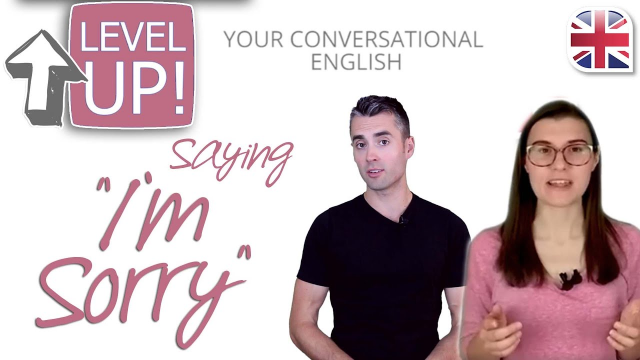 LEVEL
UP!
YOUR CONVERSATIONAL
ENGLISH
saying
"I'm
Sorry"